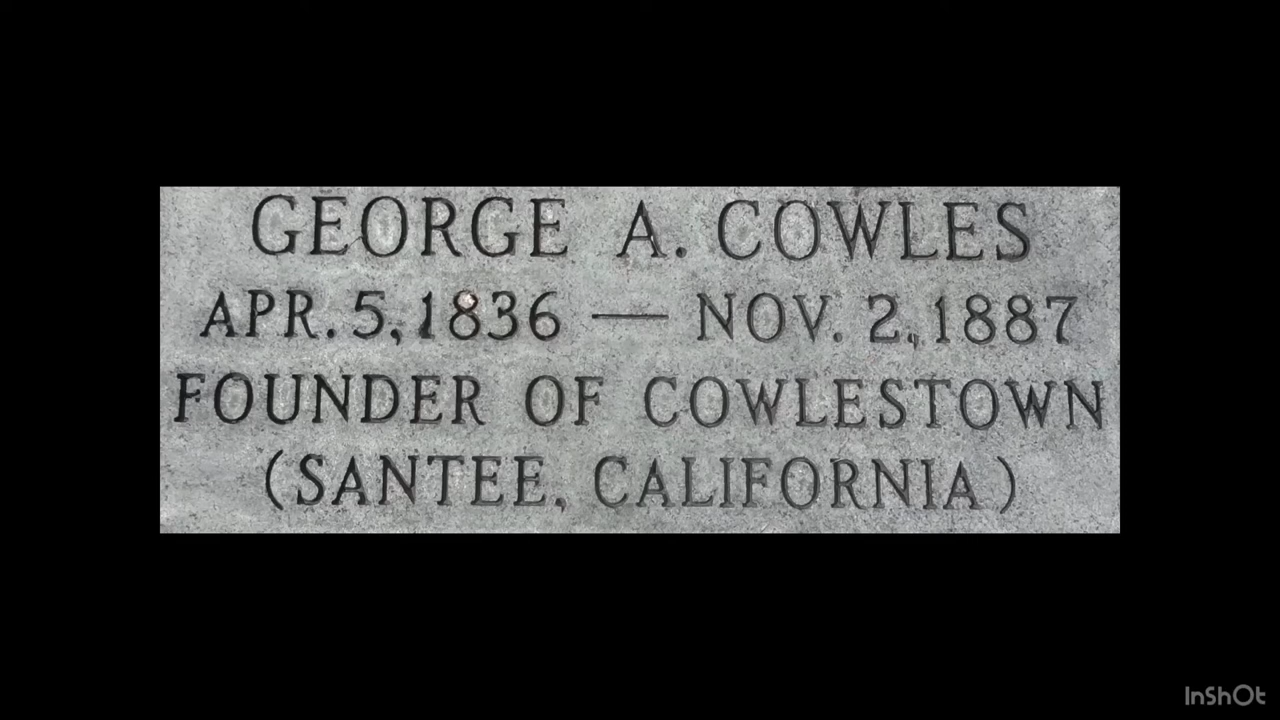 GEORGE A. COWLES
APR. 5, 1836 — NOV. 2, 1887
FOUNDER OF COWLESTOWN
(SANTEE, CALIFORNIA)
InShOt